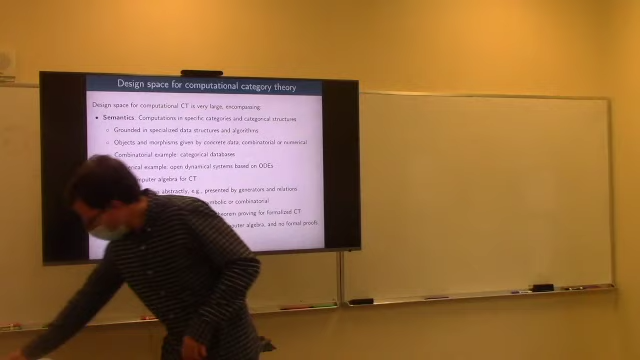 Design space for computational category theory
Design space for computational CT is very large, encompassing:
Semantics: Computations in specific categories and categorical structures
Grounded in specialized data structures and algorithms
Objects and morphisms given by concrete data, combinatorial or numerical
Combinatorial example: categorical databases
example: open dynamical systems based on ODEs
algebra for CT
abstractly, e.g., presented by generators and relations
or combinatorial
proving for formalized CT
algebra, and no formal proofs